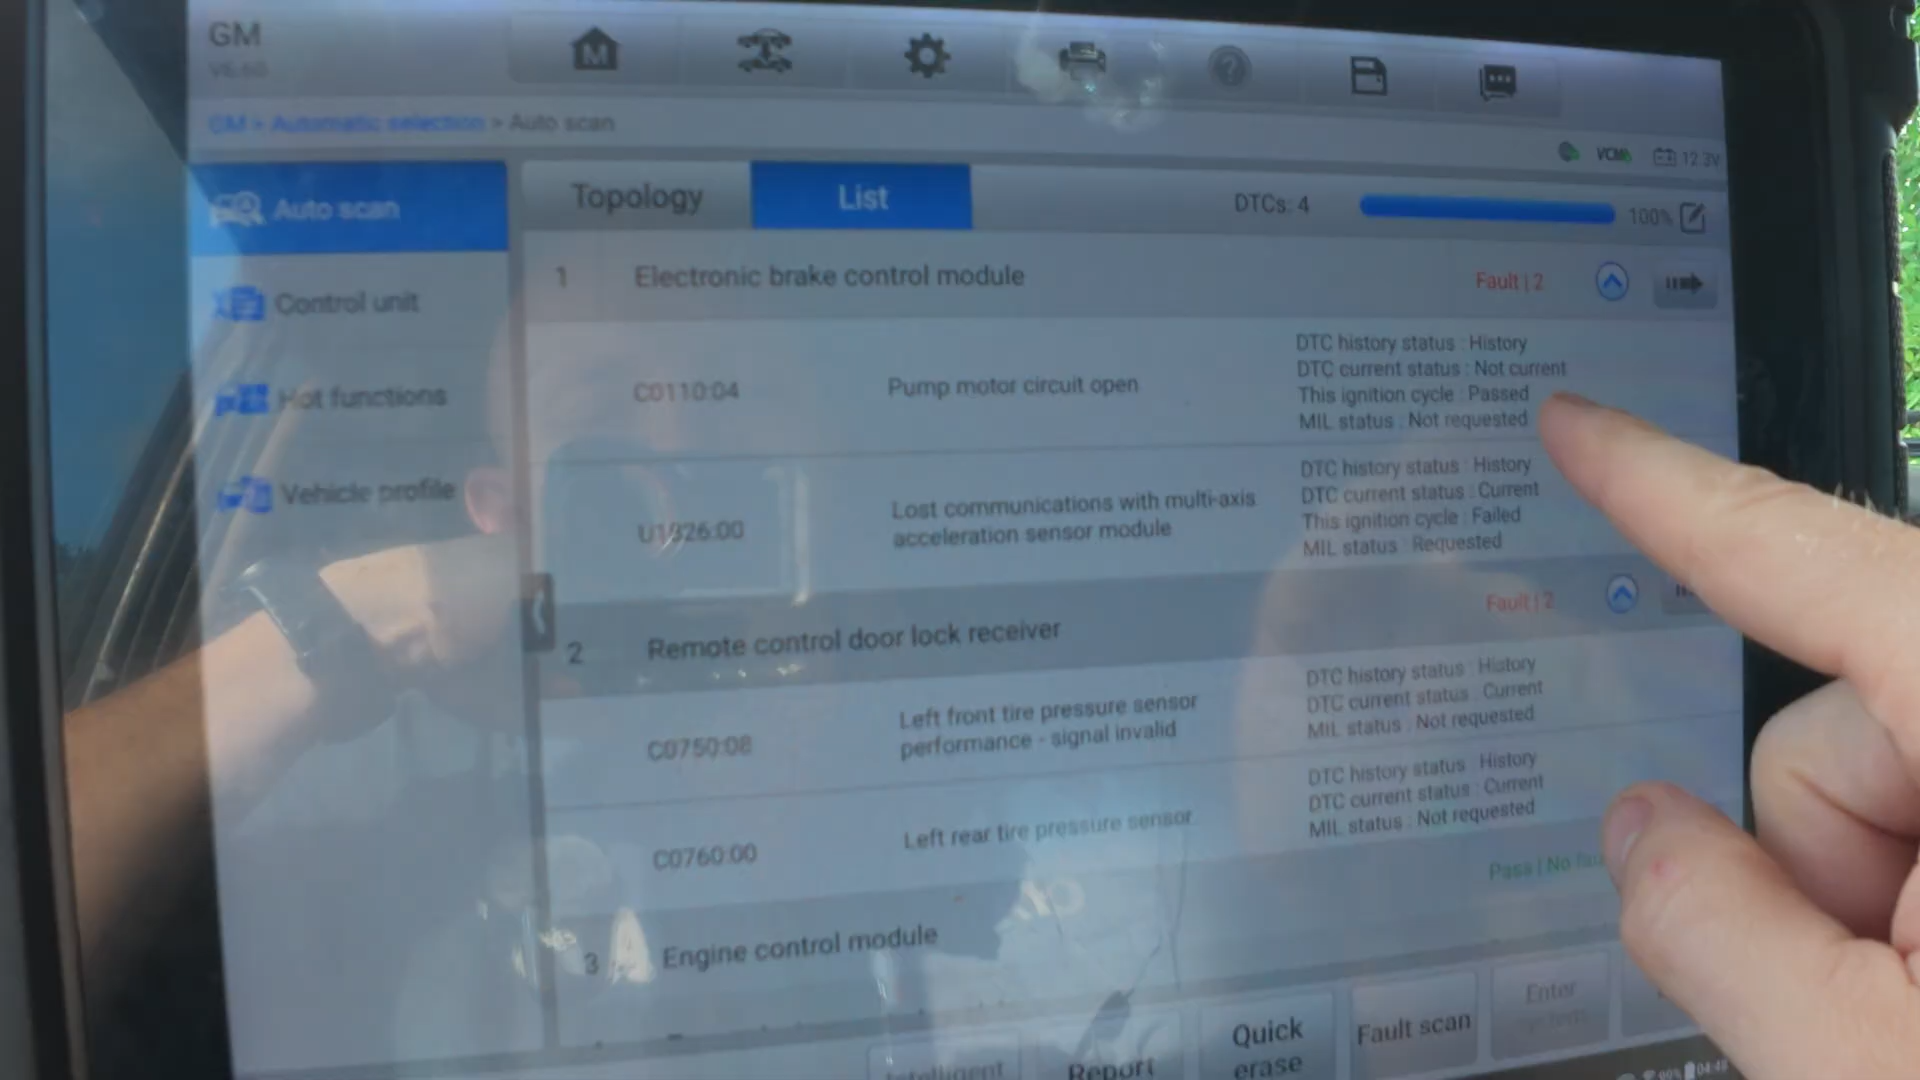 GM
V6.60
GM > Automatic selection > Auto scan
VCM 12.3V
Auto scan
Control unit
Hot functions
Vehicle profile
Topology List DTCs: 4 100%
1 Electronic brake control module Fault | 2
C0110:04 Pump motor circuit open
DTC history status : History
DTC current status : Not current
This ignition cycle : Passed
MIL status : Not requested
U1826:00 Lost communications with multi-axis
acceleration sensor module
DTC history status : History
DTC current status : Current
This ignition cycle : Failed
MIL status : Requested
2 Remote control door lock receiver Fault | 2
C0750:08 Left front tire pressure sensor
performance - signal invalid
DTC history status : History
DTC current status : Current
MIL status : Not requested
C0760:00 Left rear tire pressure sensor
DTC history status : History
DTC current status : Current
MIL status : Not requested
3 Engine control module Pass | No
Report
Quick
erase
Fault scan
Enter